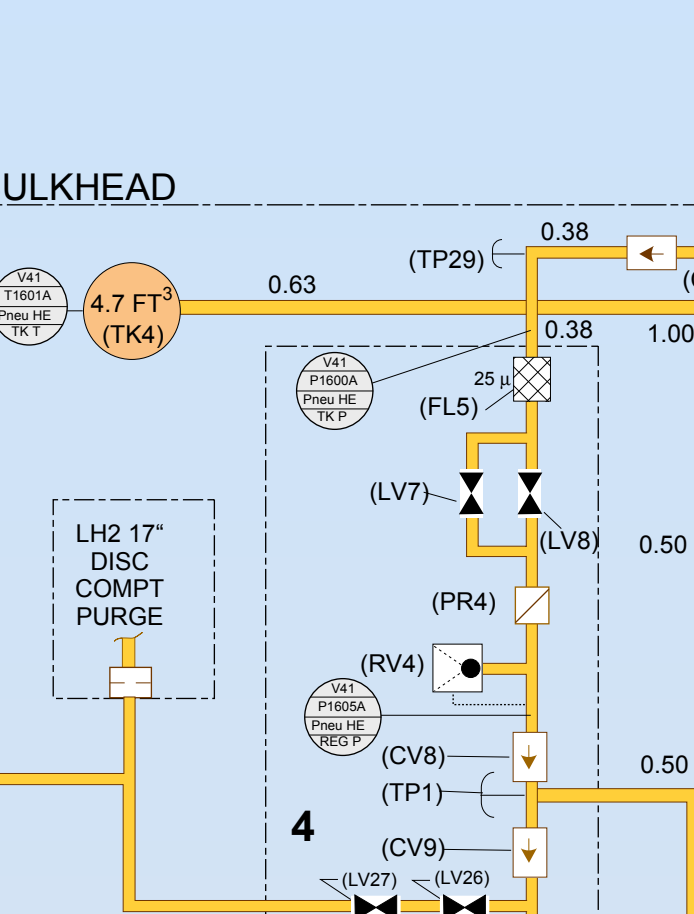 ULKHEAD
0.38
(TP29)
V41
T1601A
Pneu HE
TK T
4.7 FT3
(TK4)
0.63
0.38
1.00
V41
P1600A
Pneu HE
TK P
25 μ
(FL5)
(LV7)
(LV8)
0.50
LH2 17“
DISC
COMPT
PURGE
(PR4)
(RV4)
V41
P1605A
Pneu HE
REG P
(CV8)
0.50
(TP1)
4
(CV9)
(LV27)
(LV26)